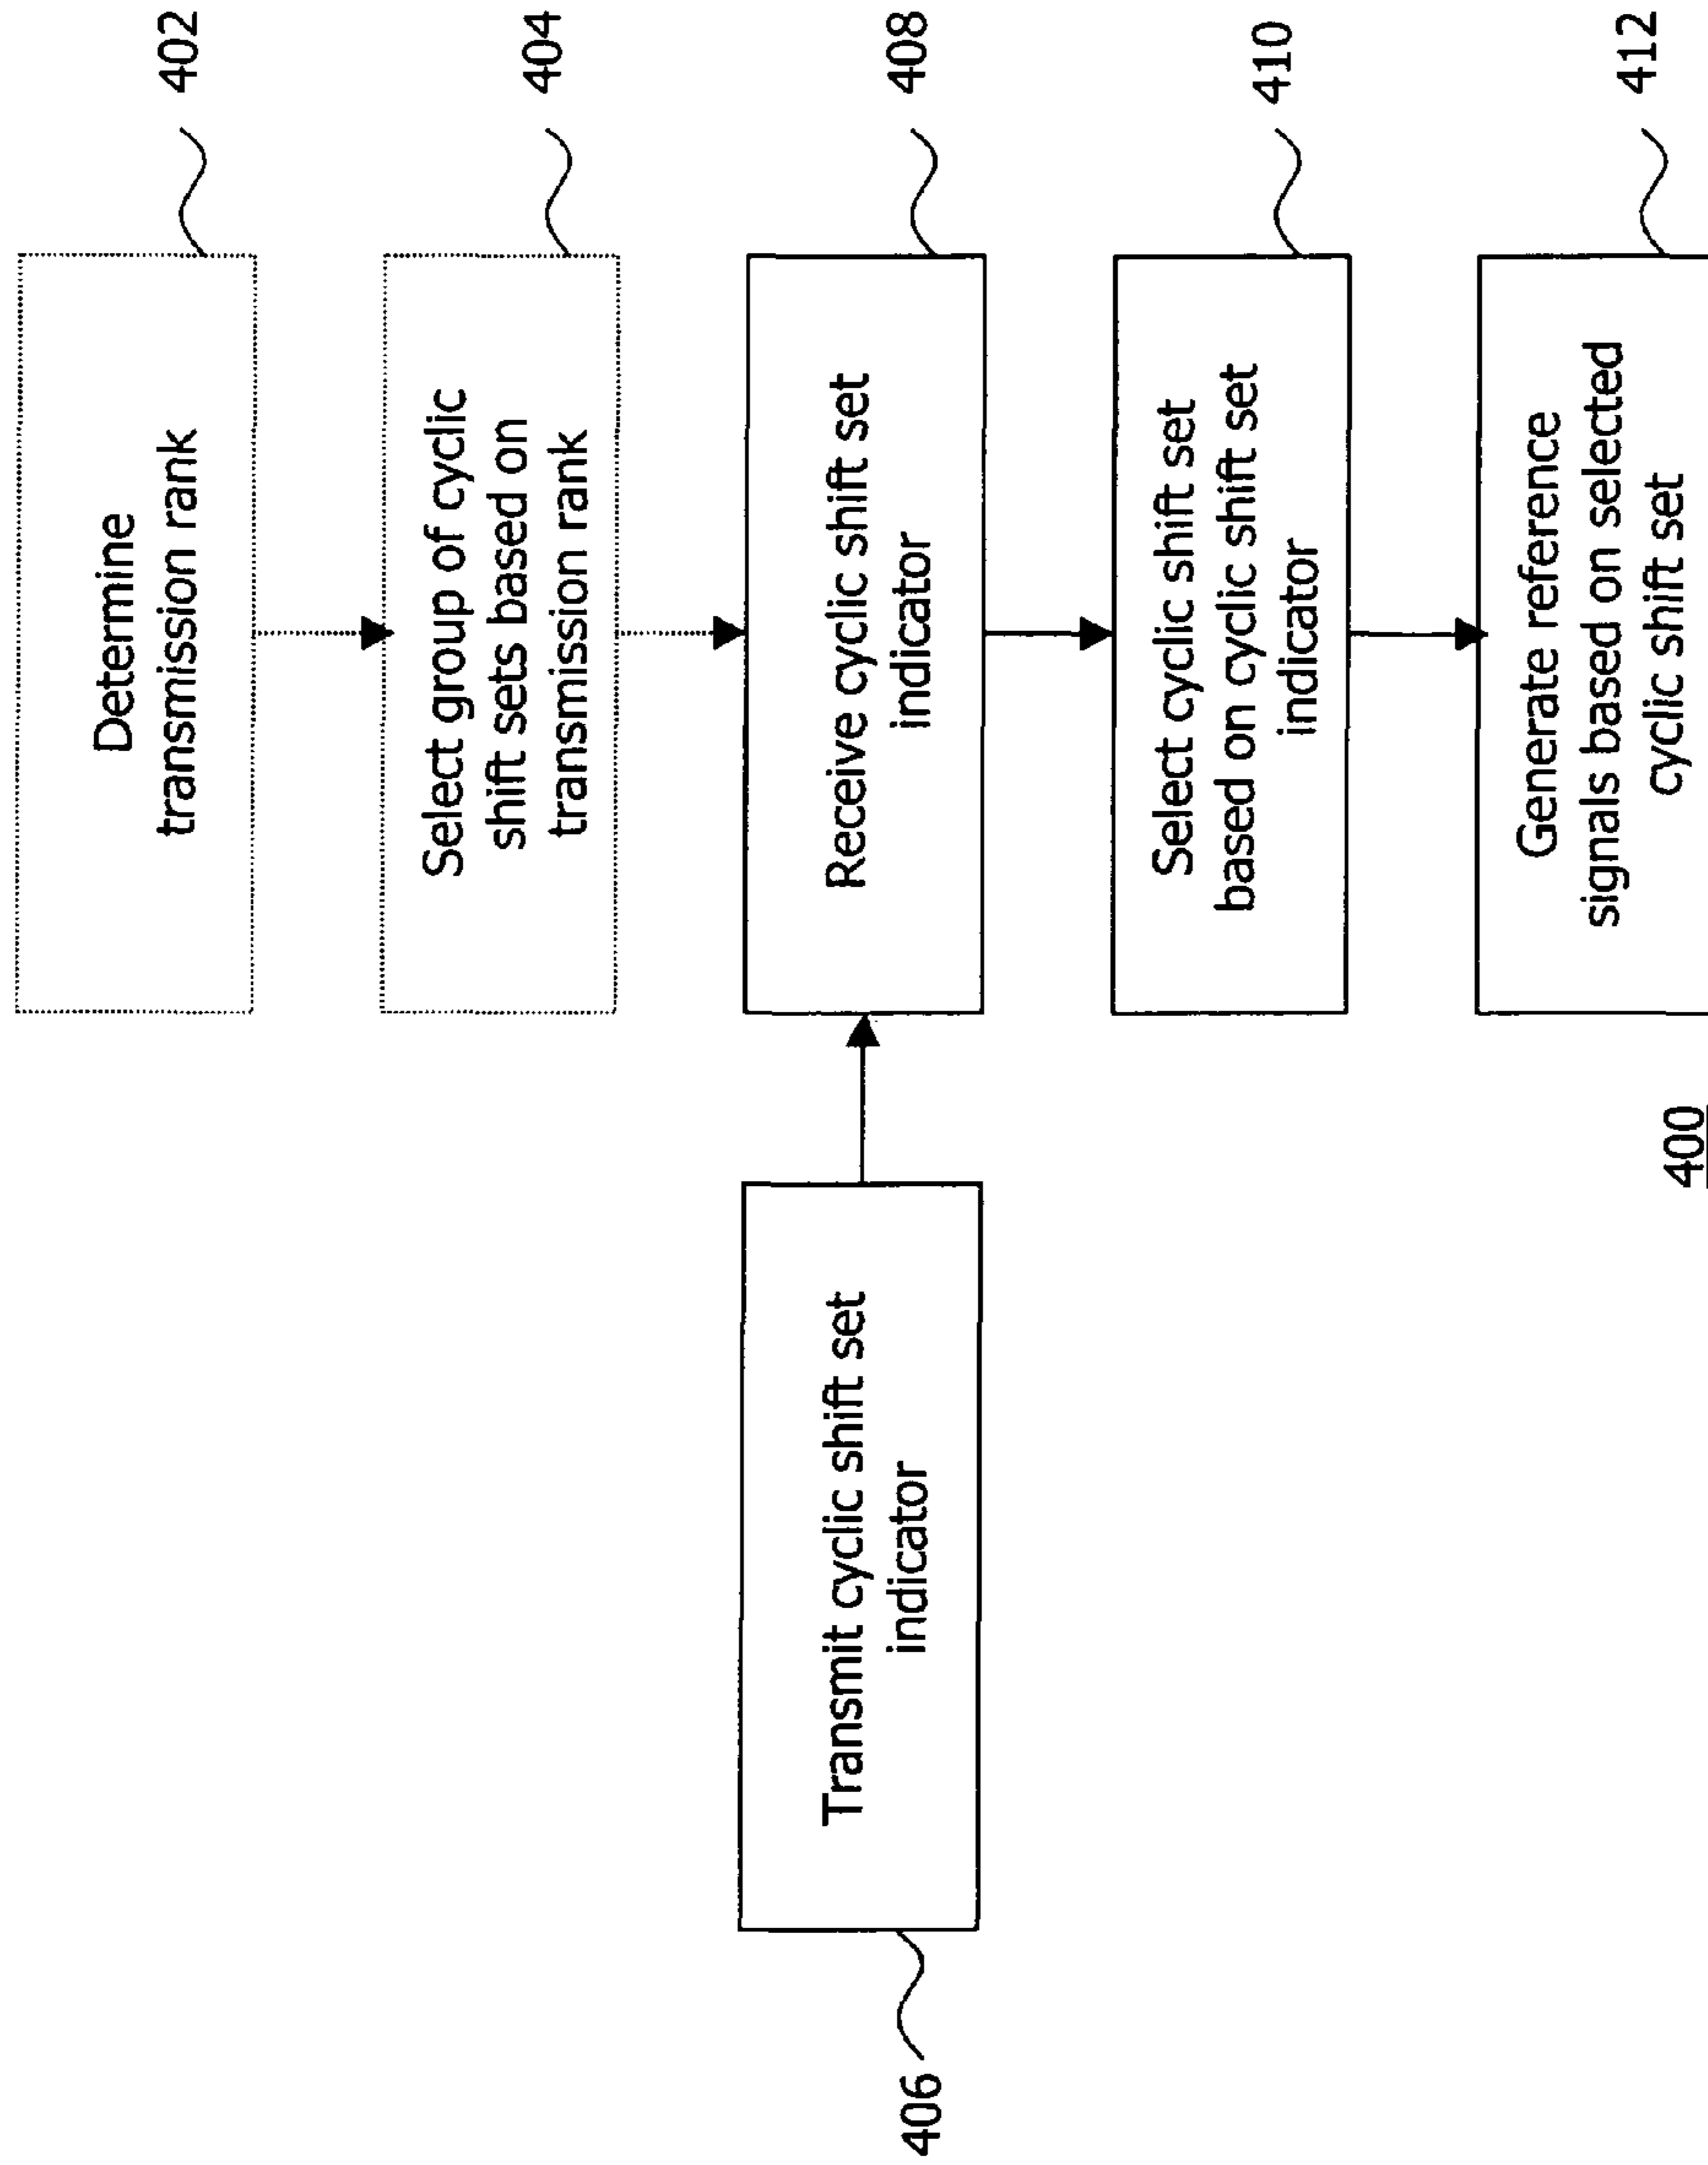 Determine
transmission rank
402
Select group of cyclic
shift sets based on
transmission rank
404
Transmit cyclic shift set
indicator
406
Receive cyclic shift set
indicator
408
Select cyclic shift set
based on cyclic shift set
indicator
410
Generate reference
signals based on selected
cyclic shift set
412
400